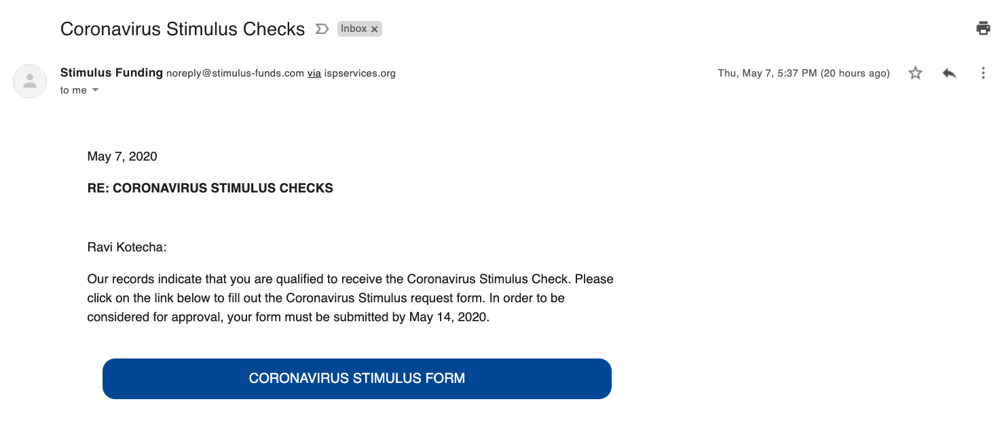 Coronavirus Stimulus Checks Inbox x
Stimulus Funding noreply@stimulus-funds.com via ispservices.org Thu, May 7, 5:37 PM (20 hours ago)
to me
May 7, 2020
RE: CORONAVIRUS STIMULUS CHECKS
Ravi Kotecha:
Our records indicate that you are qualified to receive the Coronavirus Stimulus Check. Please
click on the link below to fill out the Coronavirus Stimulus request form. In order to be
considered for approval, your form must be submitted by May 14, 2020.
CORONAVIRUS STIMULUS FORM